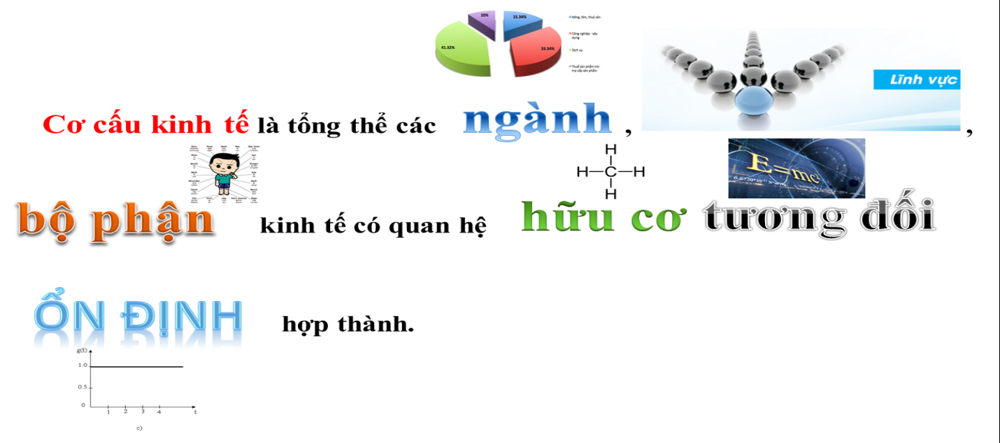 10%
15.34%
33.34%
41.32%
Nông, lâm, thuỷ sản
Công nghiệp - xây dựng
Dịch vụ
Thuế sản phẩm trừ trợ cấp sản phẩm
Cơ cấu kinh tế là tổng thể các ngành , Lĩnh vực ,
H
H—C—H
H
E=mc²
bộ phận kinh tế có quan hệ hữu cơ tương đối
ỔN ĐỊNH hợp thành.
g(t)
1.0
0.5
0
1 2 3 4 t
c)